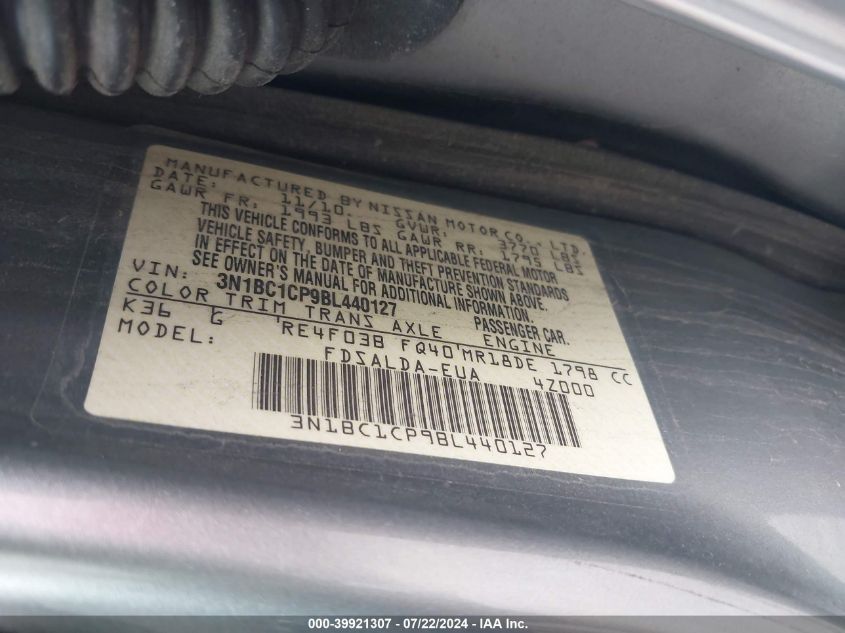 MANUFACTURED BY NISSAN MOTOR CO., LTD.
DATE: 11/10 GVWR: 3770 LBS
GAWR FR: 1993 LBS GAWR RR: 1795 LBS
THIS VEHICLE CONFORMS TO ALL APPLICABLE FEDERAL MOTOR
VEHICLE SAFETY, BUMPER AND THEFT PREVENTION STANDARDS
IN EFFECT ON THE DATE OF MANUFACTURE SHOWN ABOVE.
SEE OWNER'S MANUAL FOR ADDITIONAL INFORMATION.
VIN: 3N1BC1CP9BL440127 PASSENGER CAR.
COLOR TRIM TRANS AXLE ENGINE
K36 G RE4F03B FQ40 MR18DE 1798 CC
MODEL: FDSALDA-EUA 4Z000
3N1BC1CP9BL440127
000-39921307 / 07/22/2024 - IAA Inc.